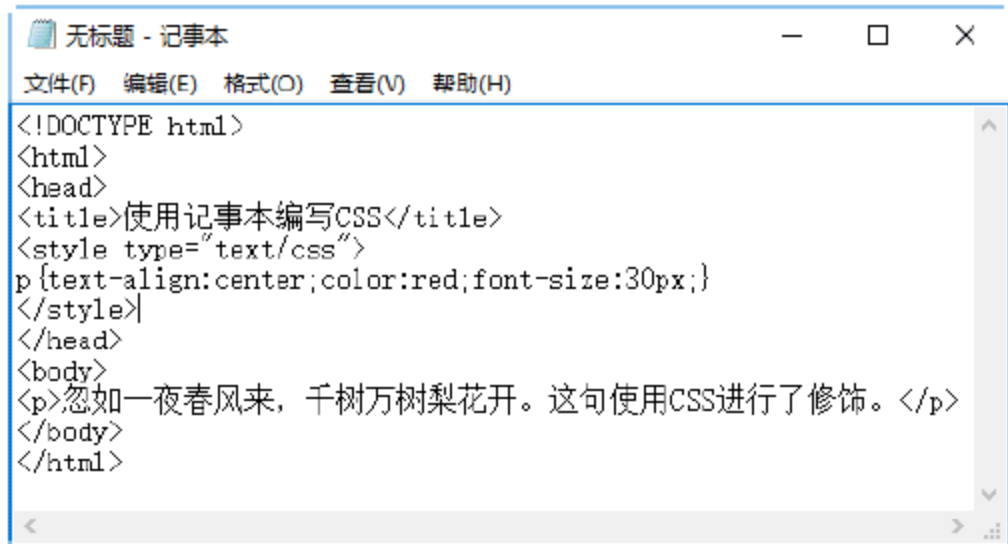 无标题 - 记事本
文件(F) 编辑(E) 格式(O) 查看(V) 帮助(H)
<!DOCTYPE html>
<html>
<head>
<title>使用记事本编写CSS</title>
<style type="text/css">
p{text-align:center;color:red;font-size:30px;}
</style>
</head>
<body>
<p>忽如一夜春风来，千树万树梨花开。这句使用CSS进行了修饰。</p>
</body>
</html>